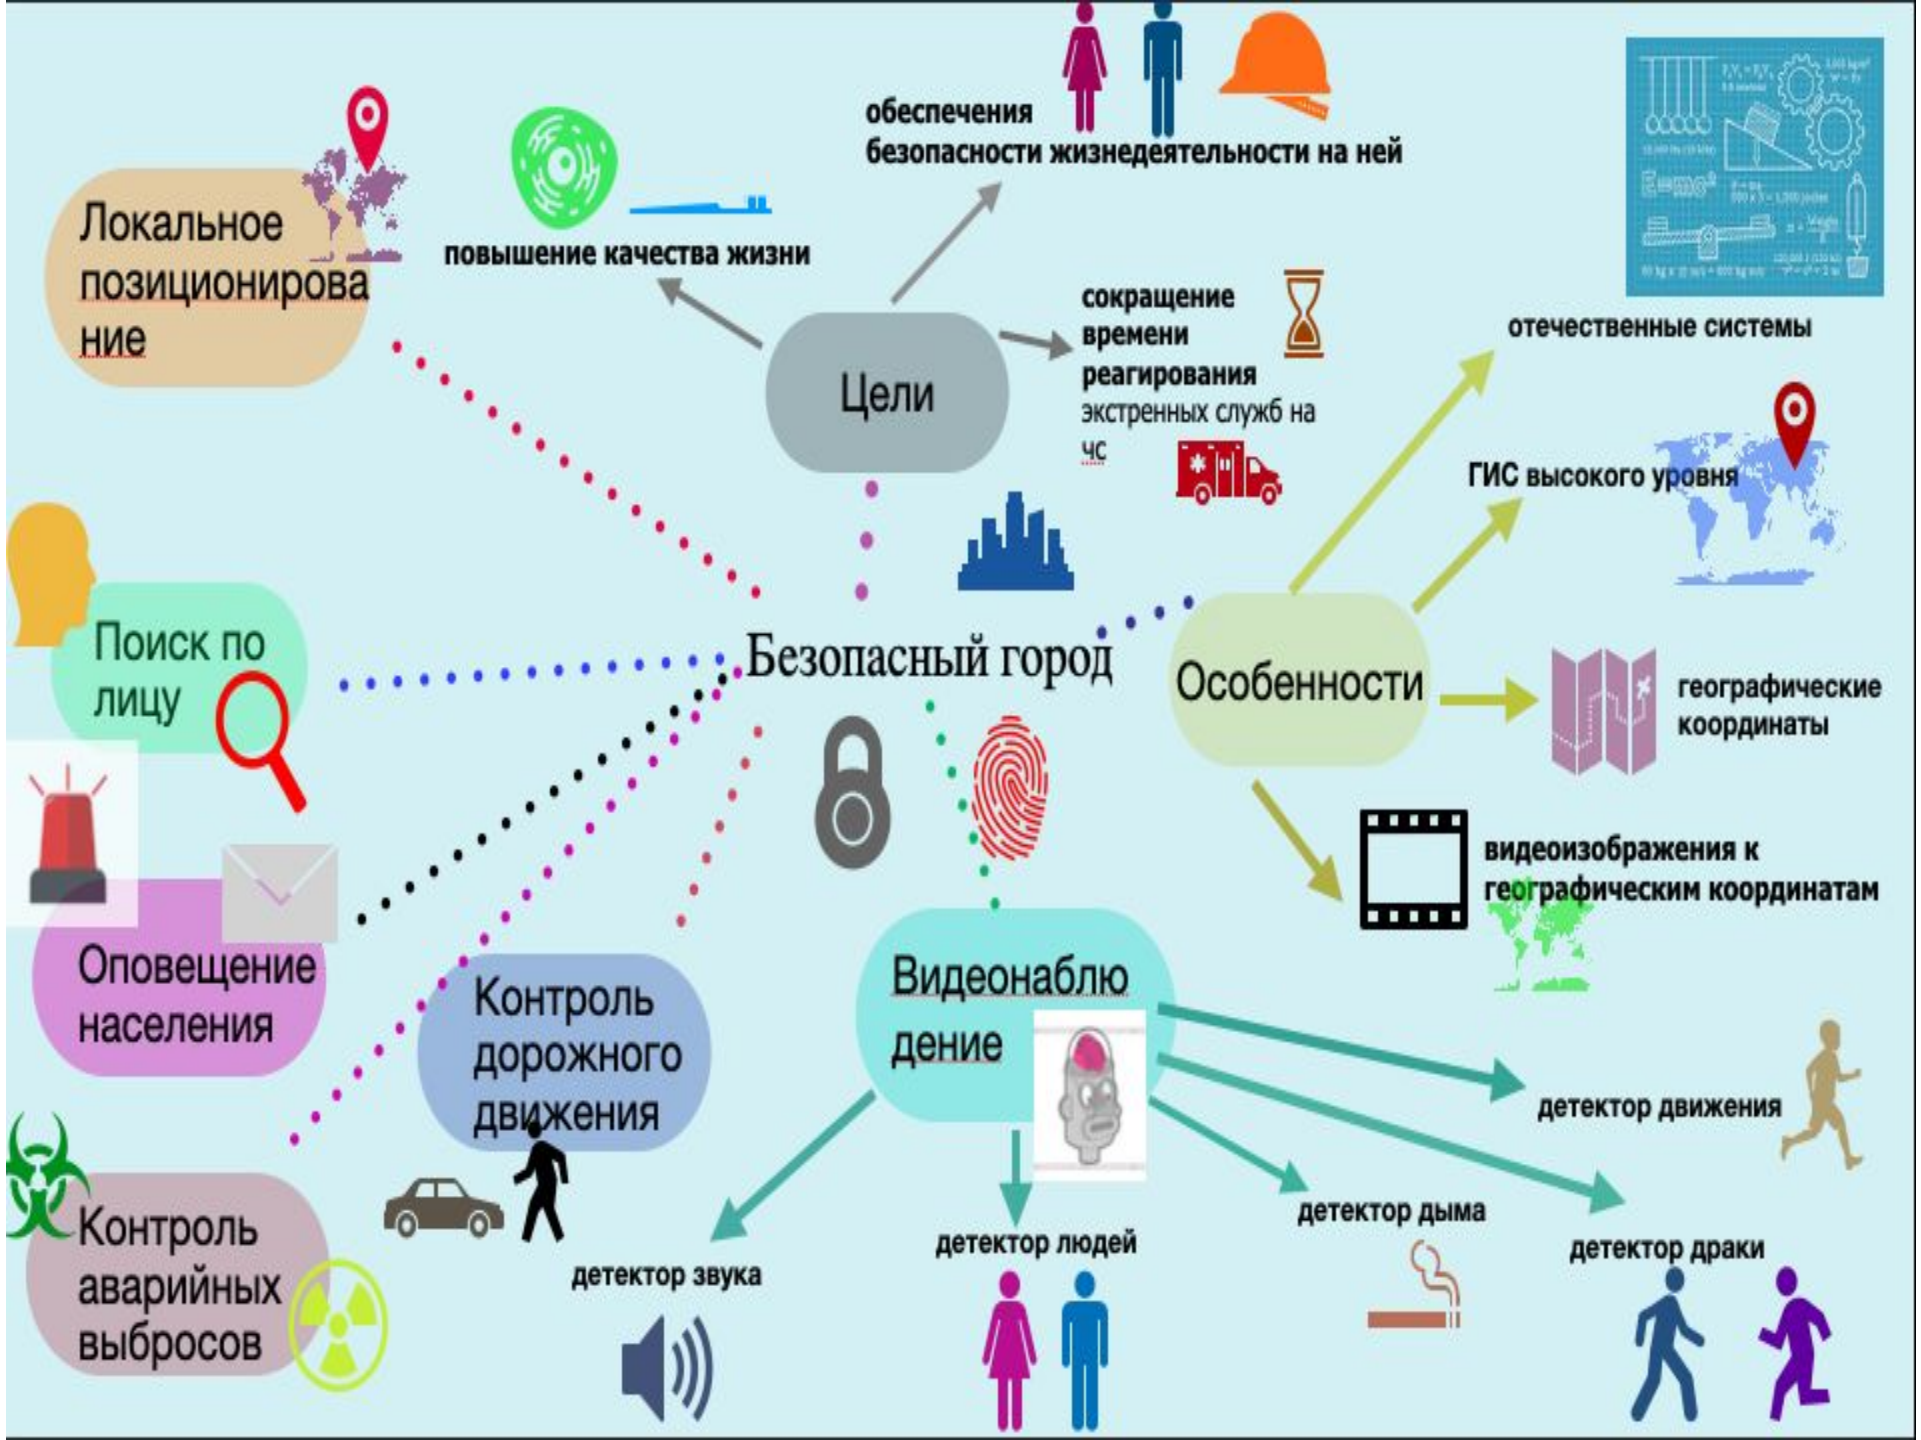 обеспечения
безопасности жизнедеятельности на ней
Локальное
позиционирова
ние
повышение качества жизни
сокращение
времени
реагирования
экстренных служб на
чс
Цели
отечественные системы
ГИС высокого уровня
Поиск по
лицу
Безопасный город
Особенности
географические
координаты
видеоизображения к
географическим координатам
Оповещение
населения
Контроль
дорожного
движения
Видеонаблю
дение
детектор движения
Контроль
аварийных
выбросов
детектор звука
детектор людей
детектор дыма
детектор драки
E=mc²